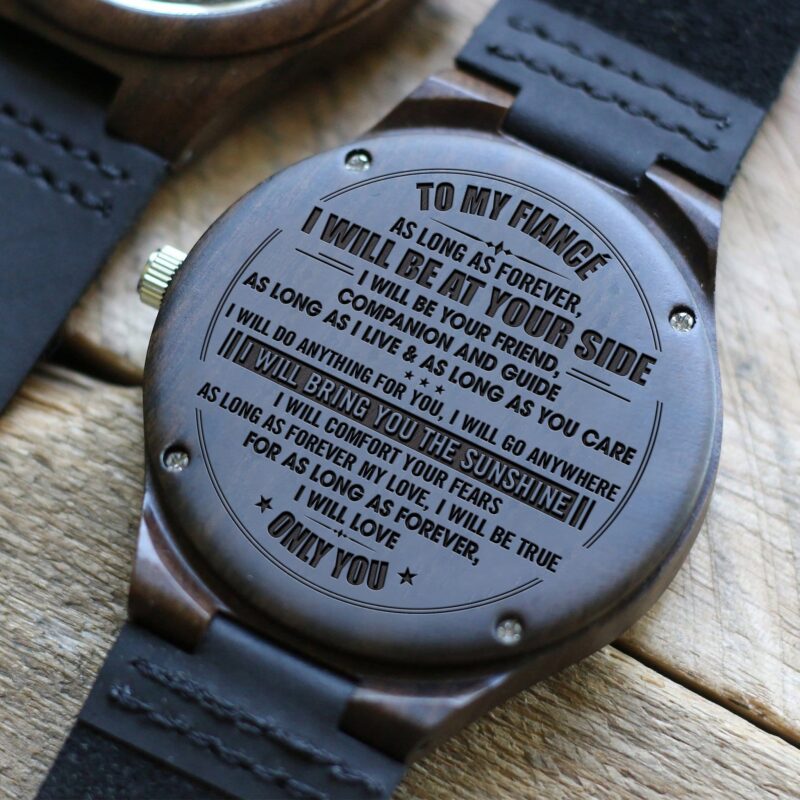 TO MY FIANCÉ
AS LONG AS FOREVER,
I WILL BE AT YOUR SIDE
I WILL BE YOUR FRIEND,
COMPANION AND GUIDE
AS LONG AS I LIVE & AS LONG AS YOU CARE
I WILL DO ANYTHING FOR YOU, I WILL GO ANYWHERE
I WILL BRING YOU THE SUNSHINE
I WILL COMFORT YOUR FEARS
AS LONG AS FOREVER MY LOVE, I WILL BE TRUE
FOR AS LONG AS FOREVER,
I WILL LOVE
ONLY YOU